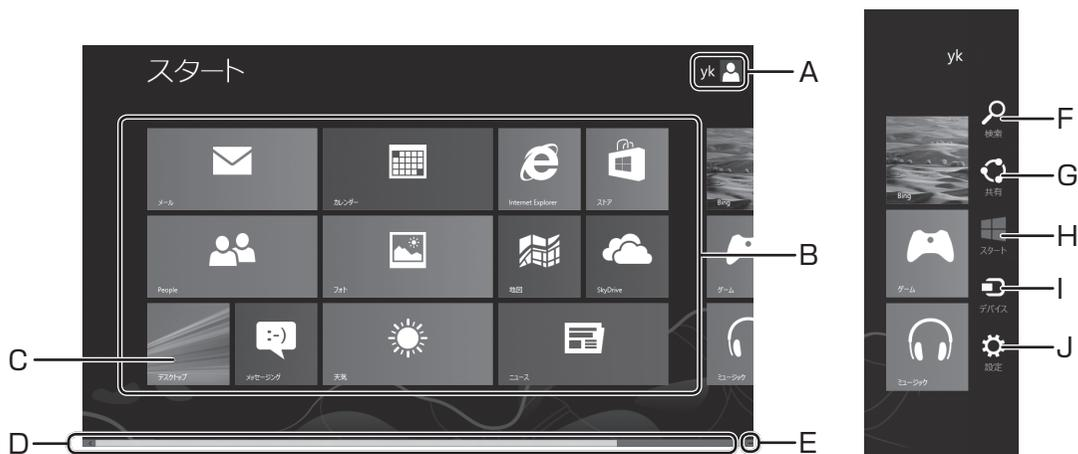 スタート
yk
A
メール
カレンダー
Internet Explorer
ストア
Bing
People
フォト
地図
SkyDrive
ゲーム
B
デスクトップ
メッセージング
天気
ニュース
ミュージック
C
D
E
yk
Bing
ゲーム
ミュージック
検索
共有
スタート
デバイス
設定
F
G
H
I
J